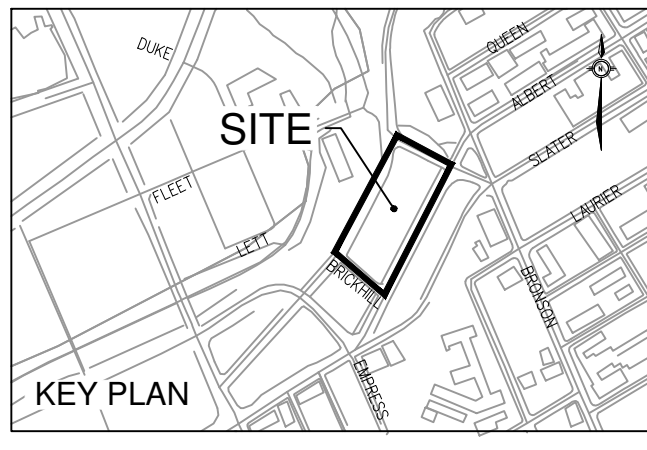 QUEEN
DUKE
N
ALBERT
SITE
SLATER
FLEET
LAURIER
LETT
BRICKHILL
BRONSON
EMPRESS
KEY PLAN